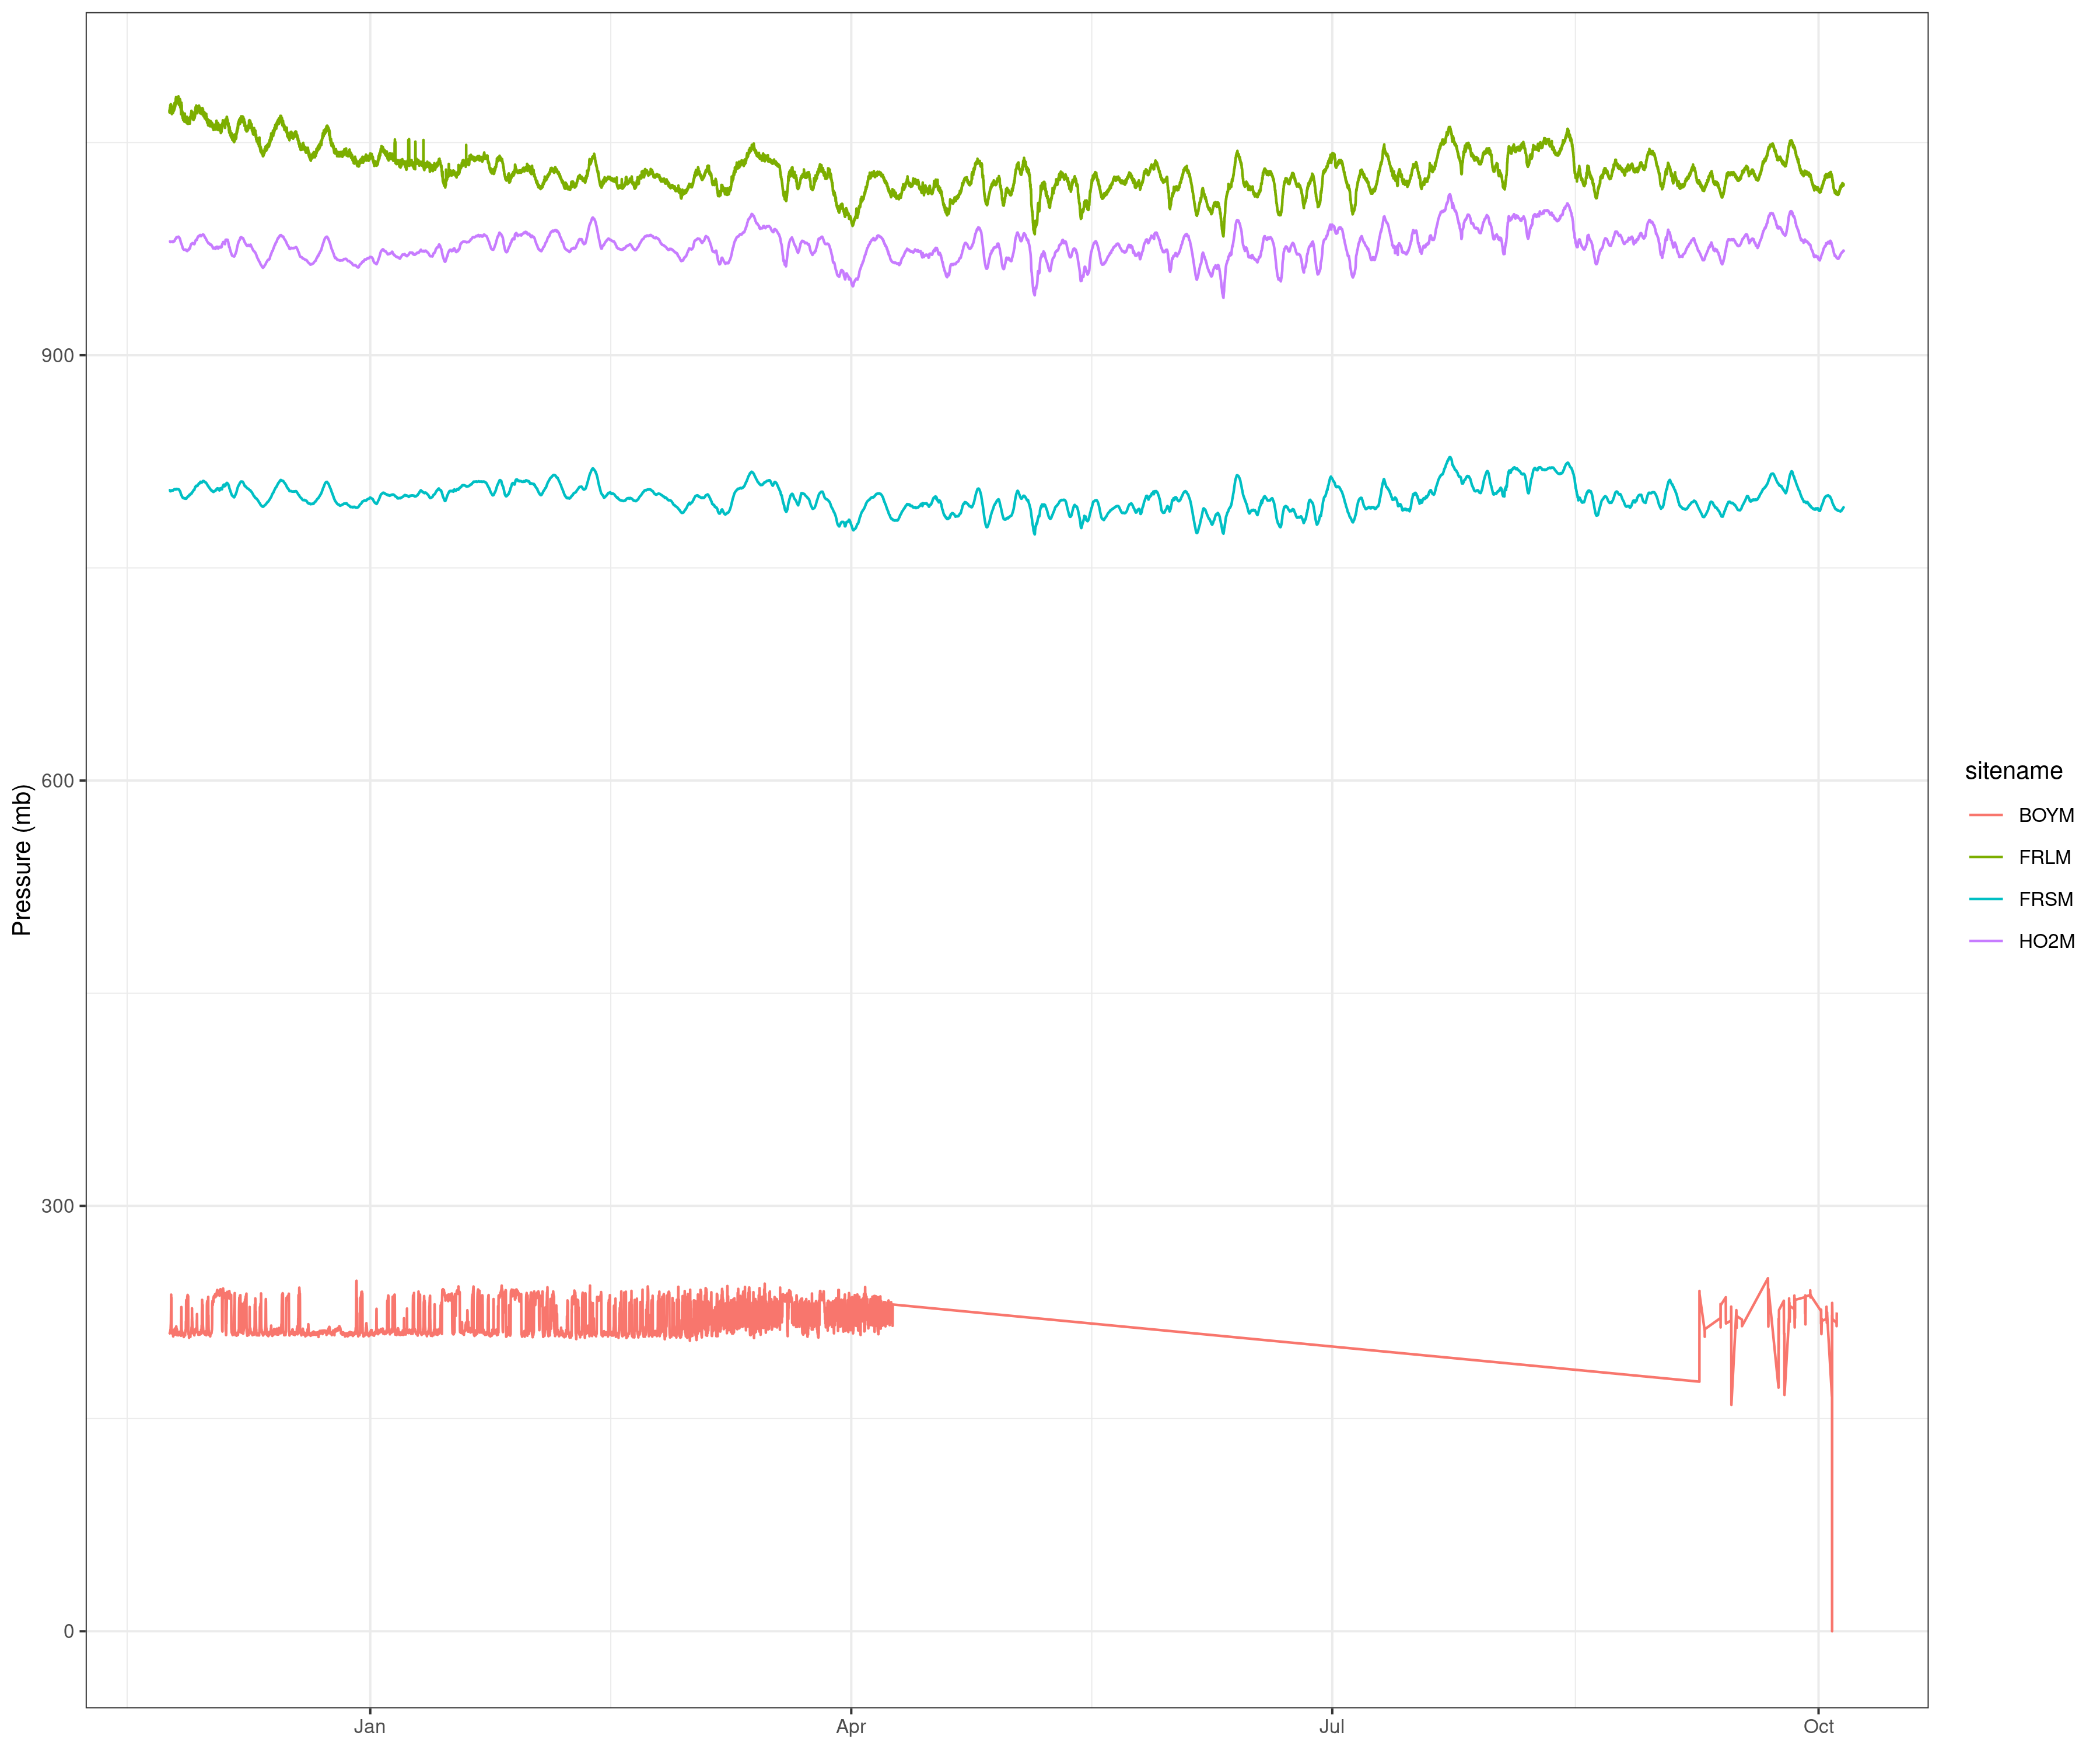 Pressure (mb)
900
600
300
0
Jan
Apr
Jul
Oct
sitename
BOYM
FRLM
FRSM
HO2M